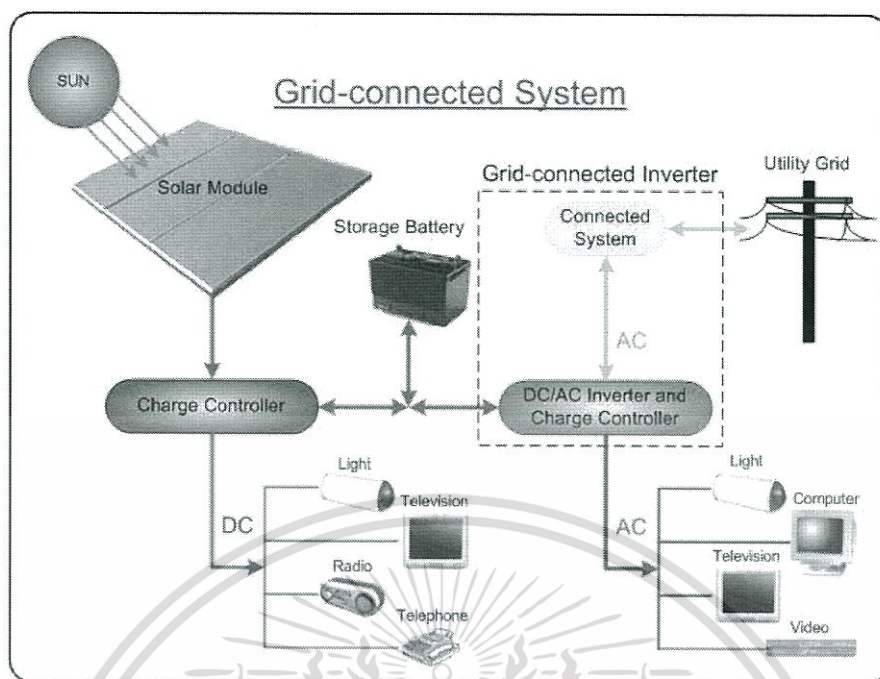 SUN
Grid-connected System
Solar Module
Grid-connected Inverter
Utility Grid
Connected
System
Storage Battery
AC
Charge Controller
DC/AC Inverter and
Charge Controller
Light
Television
DC
Radio
Telephone
Light
Computer
AC
Television
Video